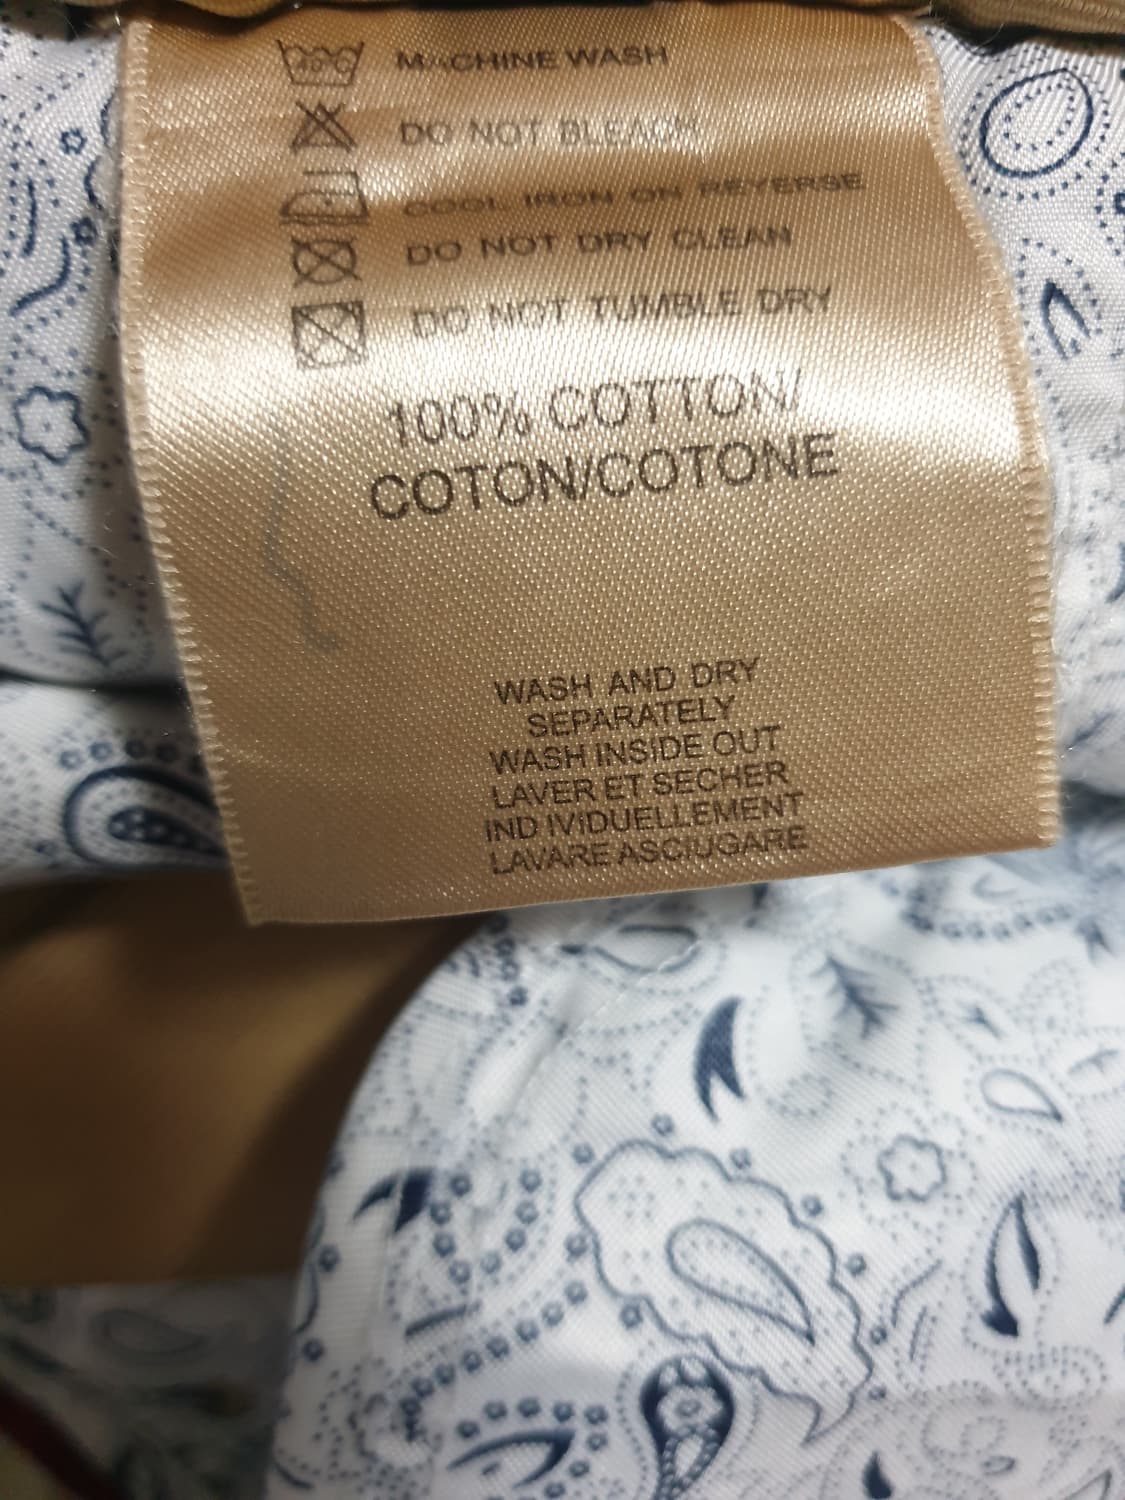 40°C MACHINE WASH
DO NOT BLEACH
COOL IRON ON REVERSE
DO NOT DRY CLEAN
DO NOT TUMBLE DRY
100% COTTON/
COTON/COTONE
WASH AND DRY
SEPARATELY
WASH INSIDE OUT
LAVER ET SECHER
IND IVIDUELLEMENT
LAVARE ASCIUGARE